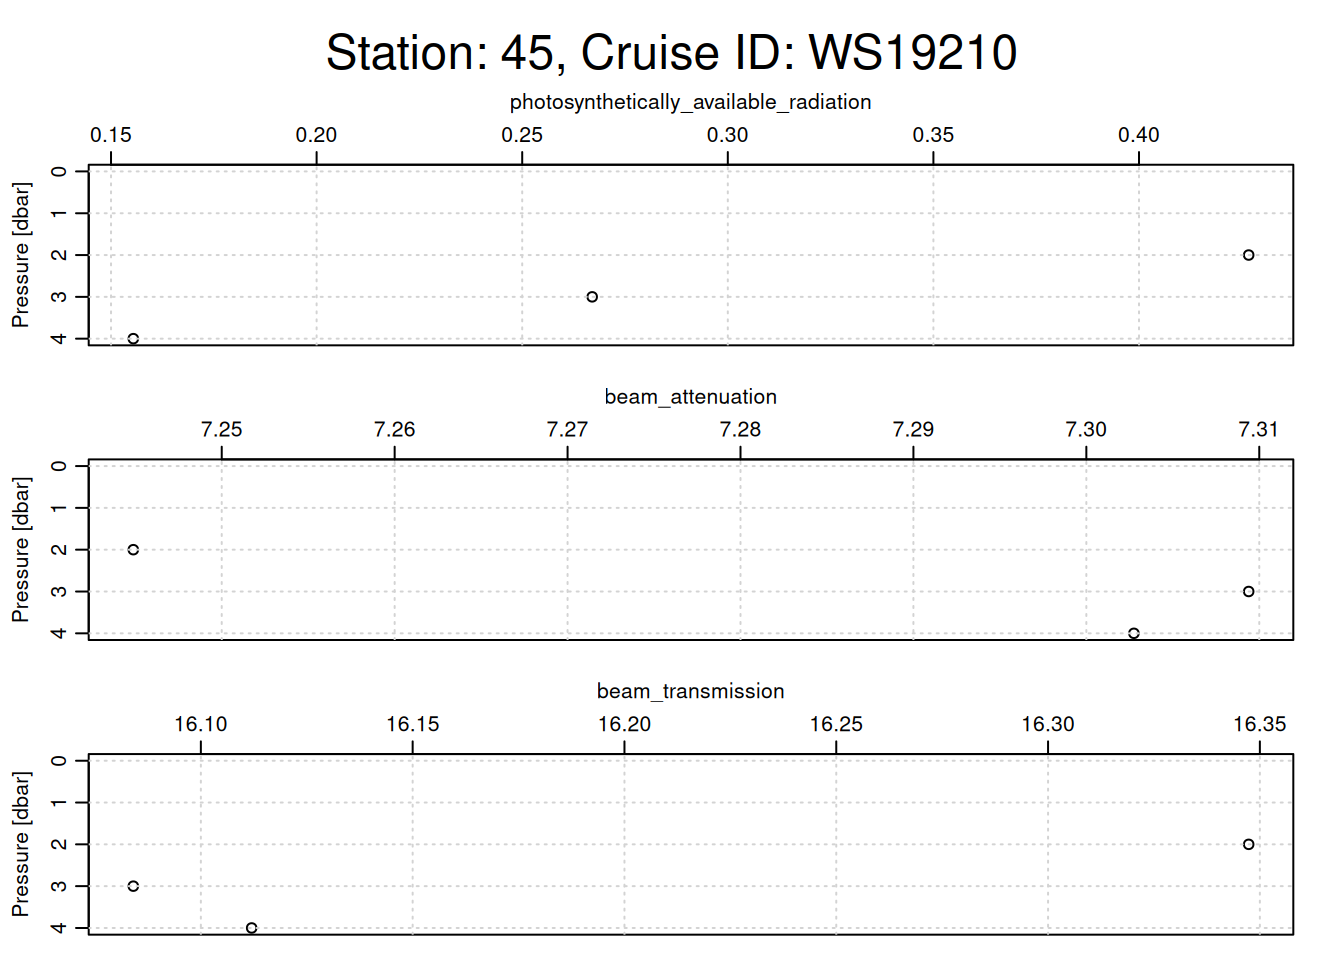 Station: 45, Cruise ID: WS19210
photosynthetically_available_radiation
0.15 0.20 0.25 0.30 0.35 0.40
Pressure [dbar]
0
1
2
3
4
beam_attenuation
7.25 7.26 7.27 7.28 7.29 7.30 7.31
Pressure [dbar]
0
1
2
3
4
beam_transmission
16.10 16.15 16.20 16.25 16.30 16.35
Pressure [dbar]
0
1
2
3
4